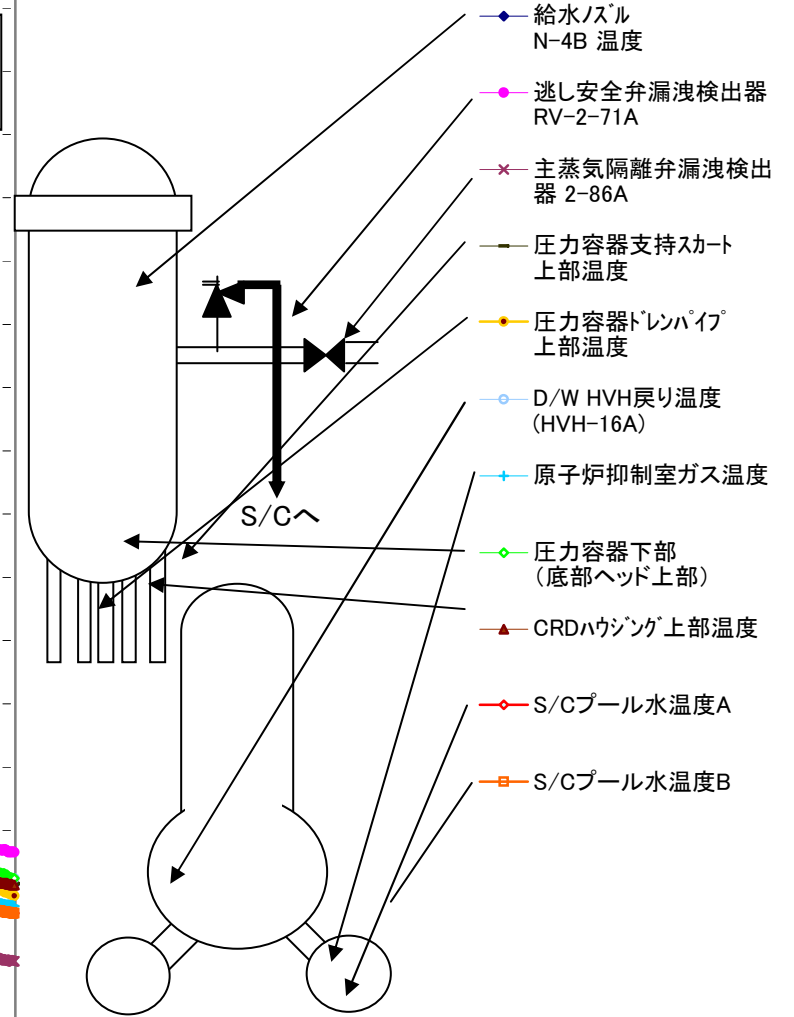 給水ﾉｽﾞﾙ
N-4B 温度
逃し安全弁漏洩検出器
RV-2-71A
主蒸気隔離弁漏洩検出
器 2-86A
圧力容器支持ｽｶｰﾄ
上部温度
圧力容器ﾄﾞﾚﾝﾊﾟｲﾌﾟ
上部温度
D/W HVH戻り温度
(HVH-16A)
原子炉抑制室ガス温度
S/Cへ
圧力容器下部
（底部ヘッド上部）
CRDﾊｳｼﾞﾝｸﾞ上部温度
S/Cプール水温度A
S/Cプール水温度B